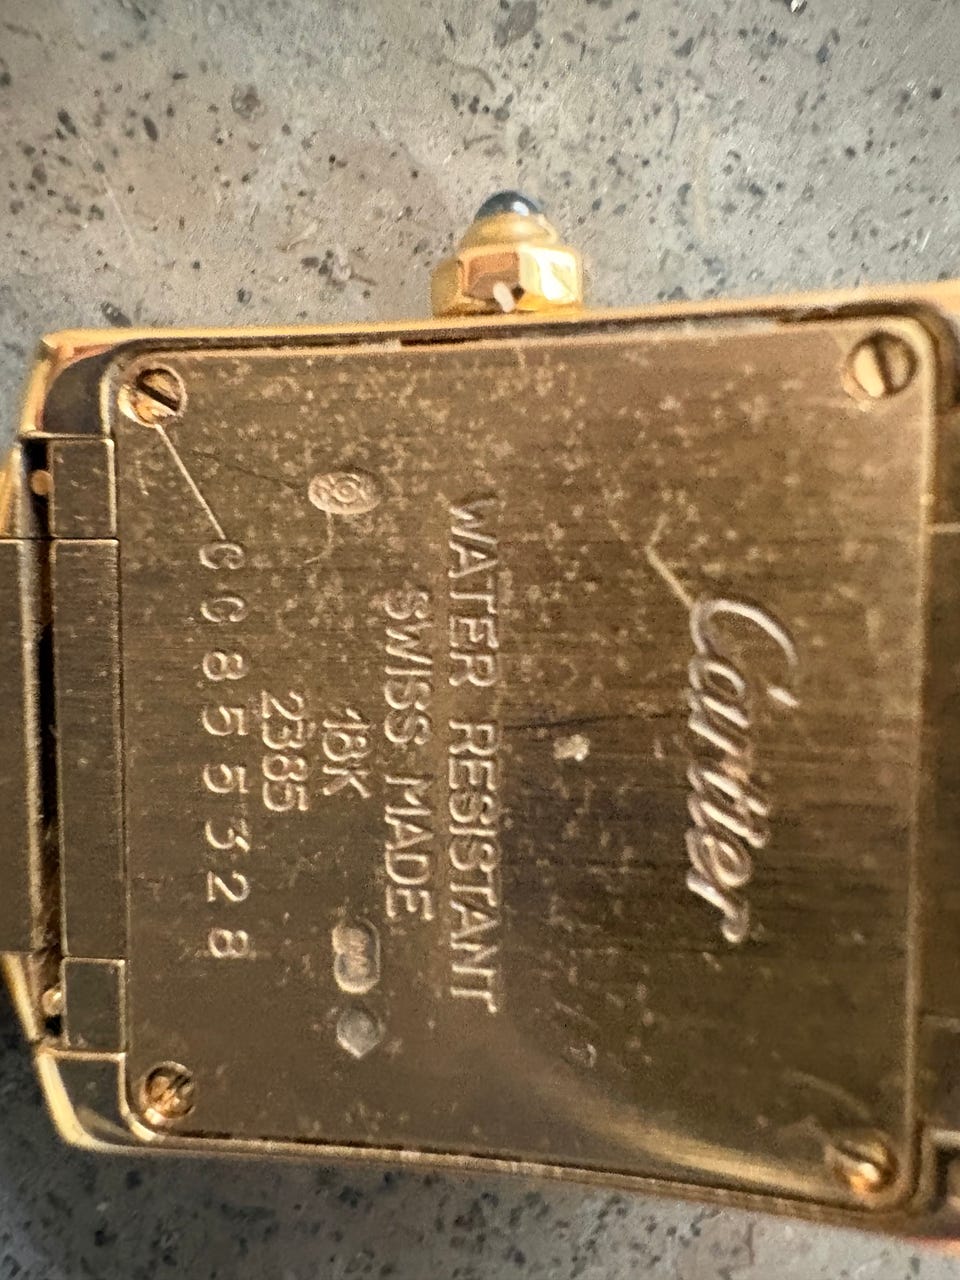 Cartier
WATER RESISTANT
SWISS MADE
18K
2385
CC855328